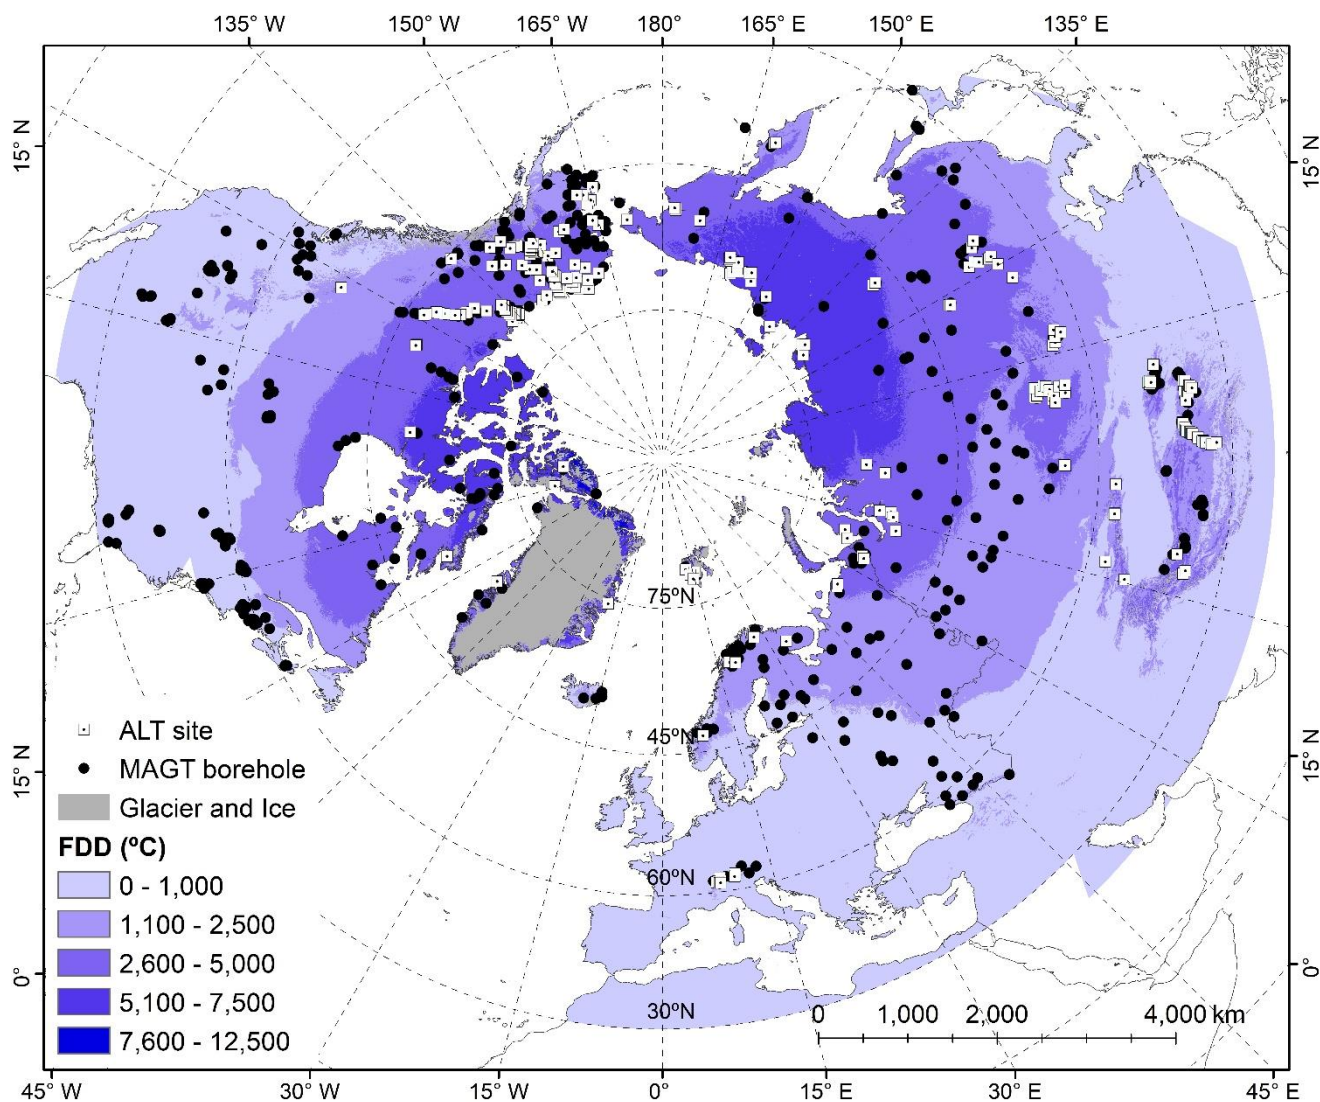 135° W 150° W 165° W 180° 165° E 150° E 135° E
15° N
15° N
75°N
45°N
60°N
30°N
15° N
15° N
0°
0°
ALT site
MAGT borehole
Glacier and Ice
FDD (ºC)
0 - 1,000
1,100 - 2,500
2,600 - 5,000
5,100 - 7,500
7,600 - 12,500
0 1,000 2,000 4,000 km
45° W 30° W 15° W 0° 15° E 30° E 45° E